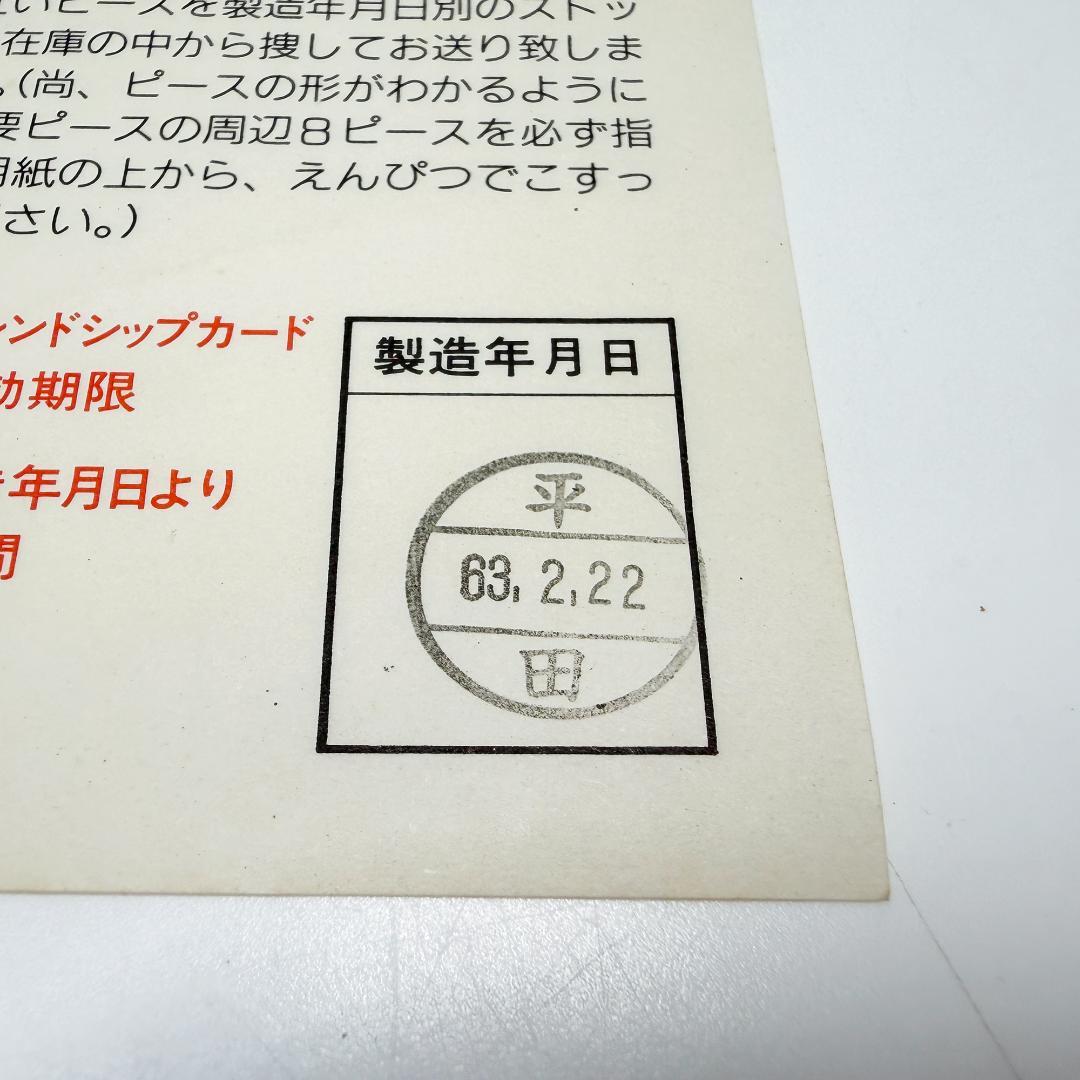 いピースを製造年月日別のストッ
在庫の中から捜してお送り致しま
。(尚、ピースの形がわかるように
要ピースの周辺8ピースを必ず指
用紙の上から、えんぴつでこすっ
さい。)
レンドシップカード
効期限
年月日より
間
製造年月日
平
63.2.22
田